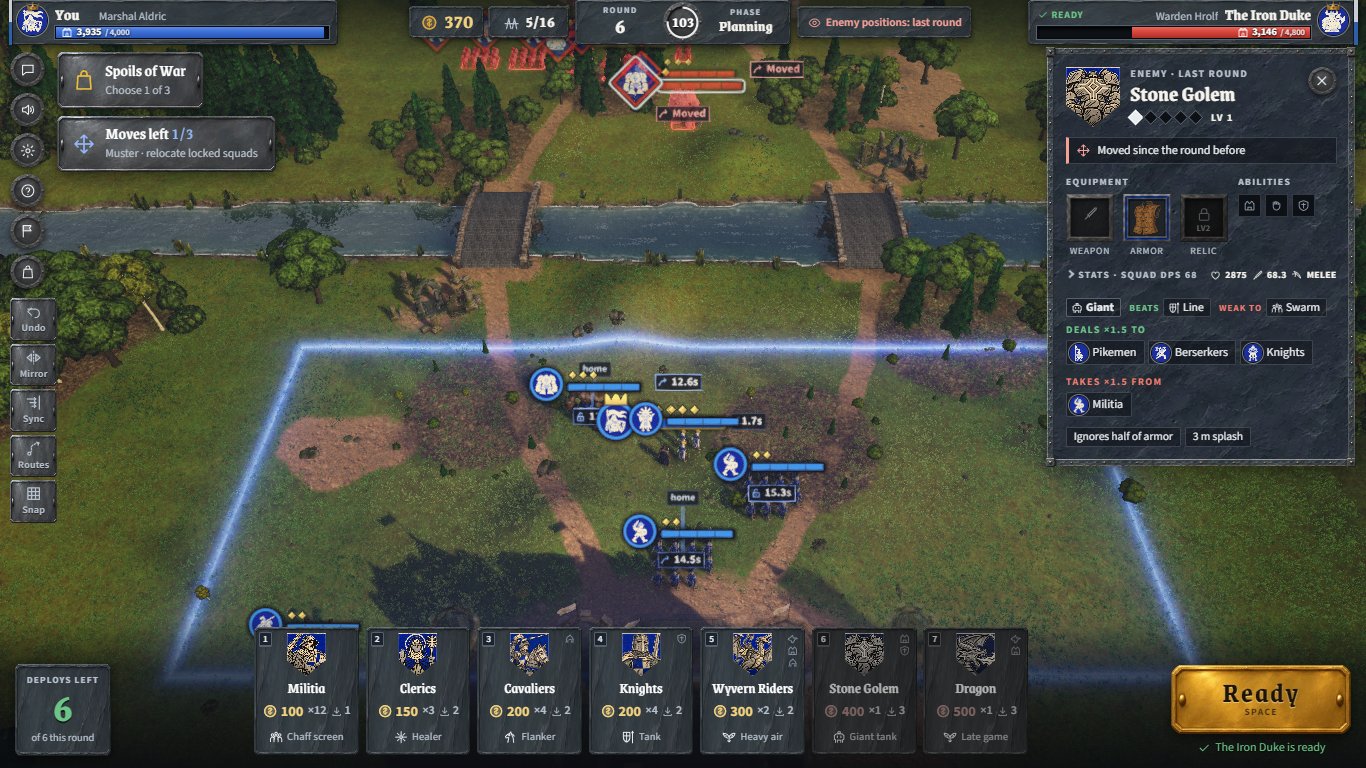 You Marshal Aldric
3,935 / 4,000
370
5/16
ROUND
6
103
PHASE
Planning
Enemy positions: last round
READY
Warden Hrolf The Iron Duke
3,146 / 4,800
Spoils of War
Choose 1 of 3
Moves left 1/3
Muster · relocate locked squads
Undo
Mirror
Sync
Routes
Snap
Moved
Moved
home
12.6s
1.7s
15.3s
home
14.5s
ENEMY · LAST ROUND
Stone Golem
LV 1
Moved since the round before
EQUIPMENT
ABILITIES
LV2
WEAPON
ARMOR
RELIC
STATS · SQUAD DPS 68
2875
68.3
MELEE
Giant BEATS Line WEAK TO Swarm
DEALS ×1.5 TO
Pikemen
Berserkers
Knights
TAKES ×1.5 FROM
Militia
Ignores half of armor
3 m splash
DEPLOYS LEFT
6
of 6 this round
1
Militia
100 ×12 1
Chaff screen
2
Clerics
150 ×3 2
Healer
3
Cavaliers
200 ×4 2
Flanker
4
Knights
200 ×4 2
Tank
5
Wyvern Riders
300 ×2 2
Heavy air
6
Stone Golem
400 ×1 3
Giant tank
7
Dragon
500 ×1 3
Late game
Ready
SPACE
The Iron Duke is ready